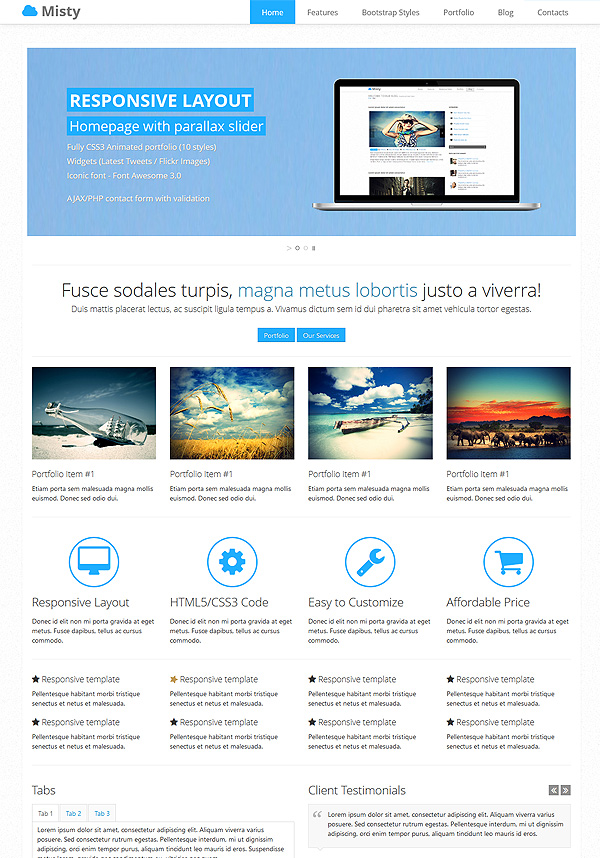 Misty
Home Features Bootstrap Styles Portfolio Blog Contacts
RESPONSIVE LAYOUT
Homepage with parallax slider
Fully CSS3 Animated portfolio (10 styles)
Widgets (Latest Tweets / Flickr Images)
Iconic font - Font Awesome 3.0
AJAX/PHP contact form with validation
Misty
Fusce sodales turpis, magna metus lobortis justo a viverra!
Duis mattis placerat lectus, ac suscipit ligula tempus a. Vivamus dictum sem id dui pharetra sit amet vehicula tortor egestas.
Portfolio Our Services
Portfolio Item #1
Etiam porta sem malesuada magna mollis
euismod. Donec sed odio dui.
Portfolio Item #1
Etiam porta sem malesuada magna mollis
euismod. Donec sed odio dui.
Portfolio Item #1
Etiam porta sem malesuada magna mollis
euismod. Donec sed odio dui.
Portfolio Item #1
Etiam porta sem malesuada magna mollis
euismod. Donec sed odio dui.
Responsive Layout
Donec id elit non mi porta gravida at eget
metus. Fusce dapibus, tellus ac cursus
commodo.
HTML5/CSS3 Code
Donec id elit non mi porta gravida at eget
metus. Fusce dapibus, tellus ac cursus
commodo.
Easy to Customize
Donec id elit non mi porta gravida at eget
metus. Fusce dapibus, tellus ac cursus
commodo.
Affordable Price
Donec id elit non mi porta gravida at eget
metus. Fusce dapibus, tellus ac cursus
commodo.
Responsive template
Pellentesque habitant morbi tristique
senectus et netus et malesuada.
Responsive template
Pellentesque habitant morbi tristique
senectus et netus et malesuada.
Responsive template
Pellentesque habitant morbi tristique
senectus et netus et malesuada.
Responsive template
Pellentesque habitant morbi tristique
senectus et netus et malesuada.
Responsive template
Pellentesque habitant morbi tristique
senectus et netus et malesuada.
Responsive template
Pellentesque habitant morbi tristique
senectus et netus et malesuada.
Responsive template
Pellentesque habitant morbi tristique
senectus et netus et malesuada.
Responsive template
Pellentesque habitant morbi tristique
senectus et netus et malesuada.
Tabs
Tab 1 Tab 2 Tab 3
Lorem ipsum dolor sit amet, consectetur adipiscing elit. Aliquam viverra varius
adipiscing, orci enim tempor purus, aliquam tincidunt leo mauris id eros. Suspendisse
Client Testimonials
Lorem ipsum dolor sit amet, consectetur adipiscing elit. Aliquam viverra varius
posuere. Sed consectetur rutrum egestas. Pellentesque interdum, mi ut dignissim
adipiscing, orci enim tempor purus, aliquam tincidunt leo mauris id eros.